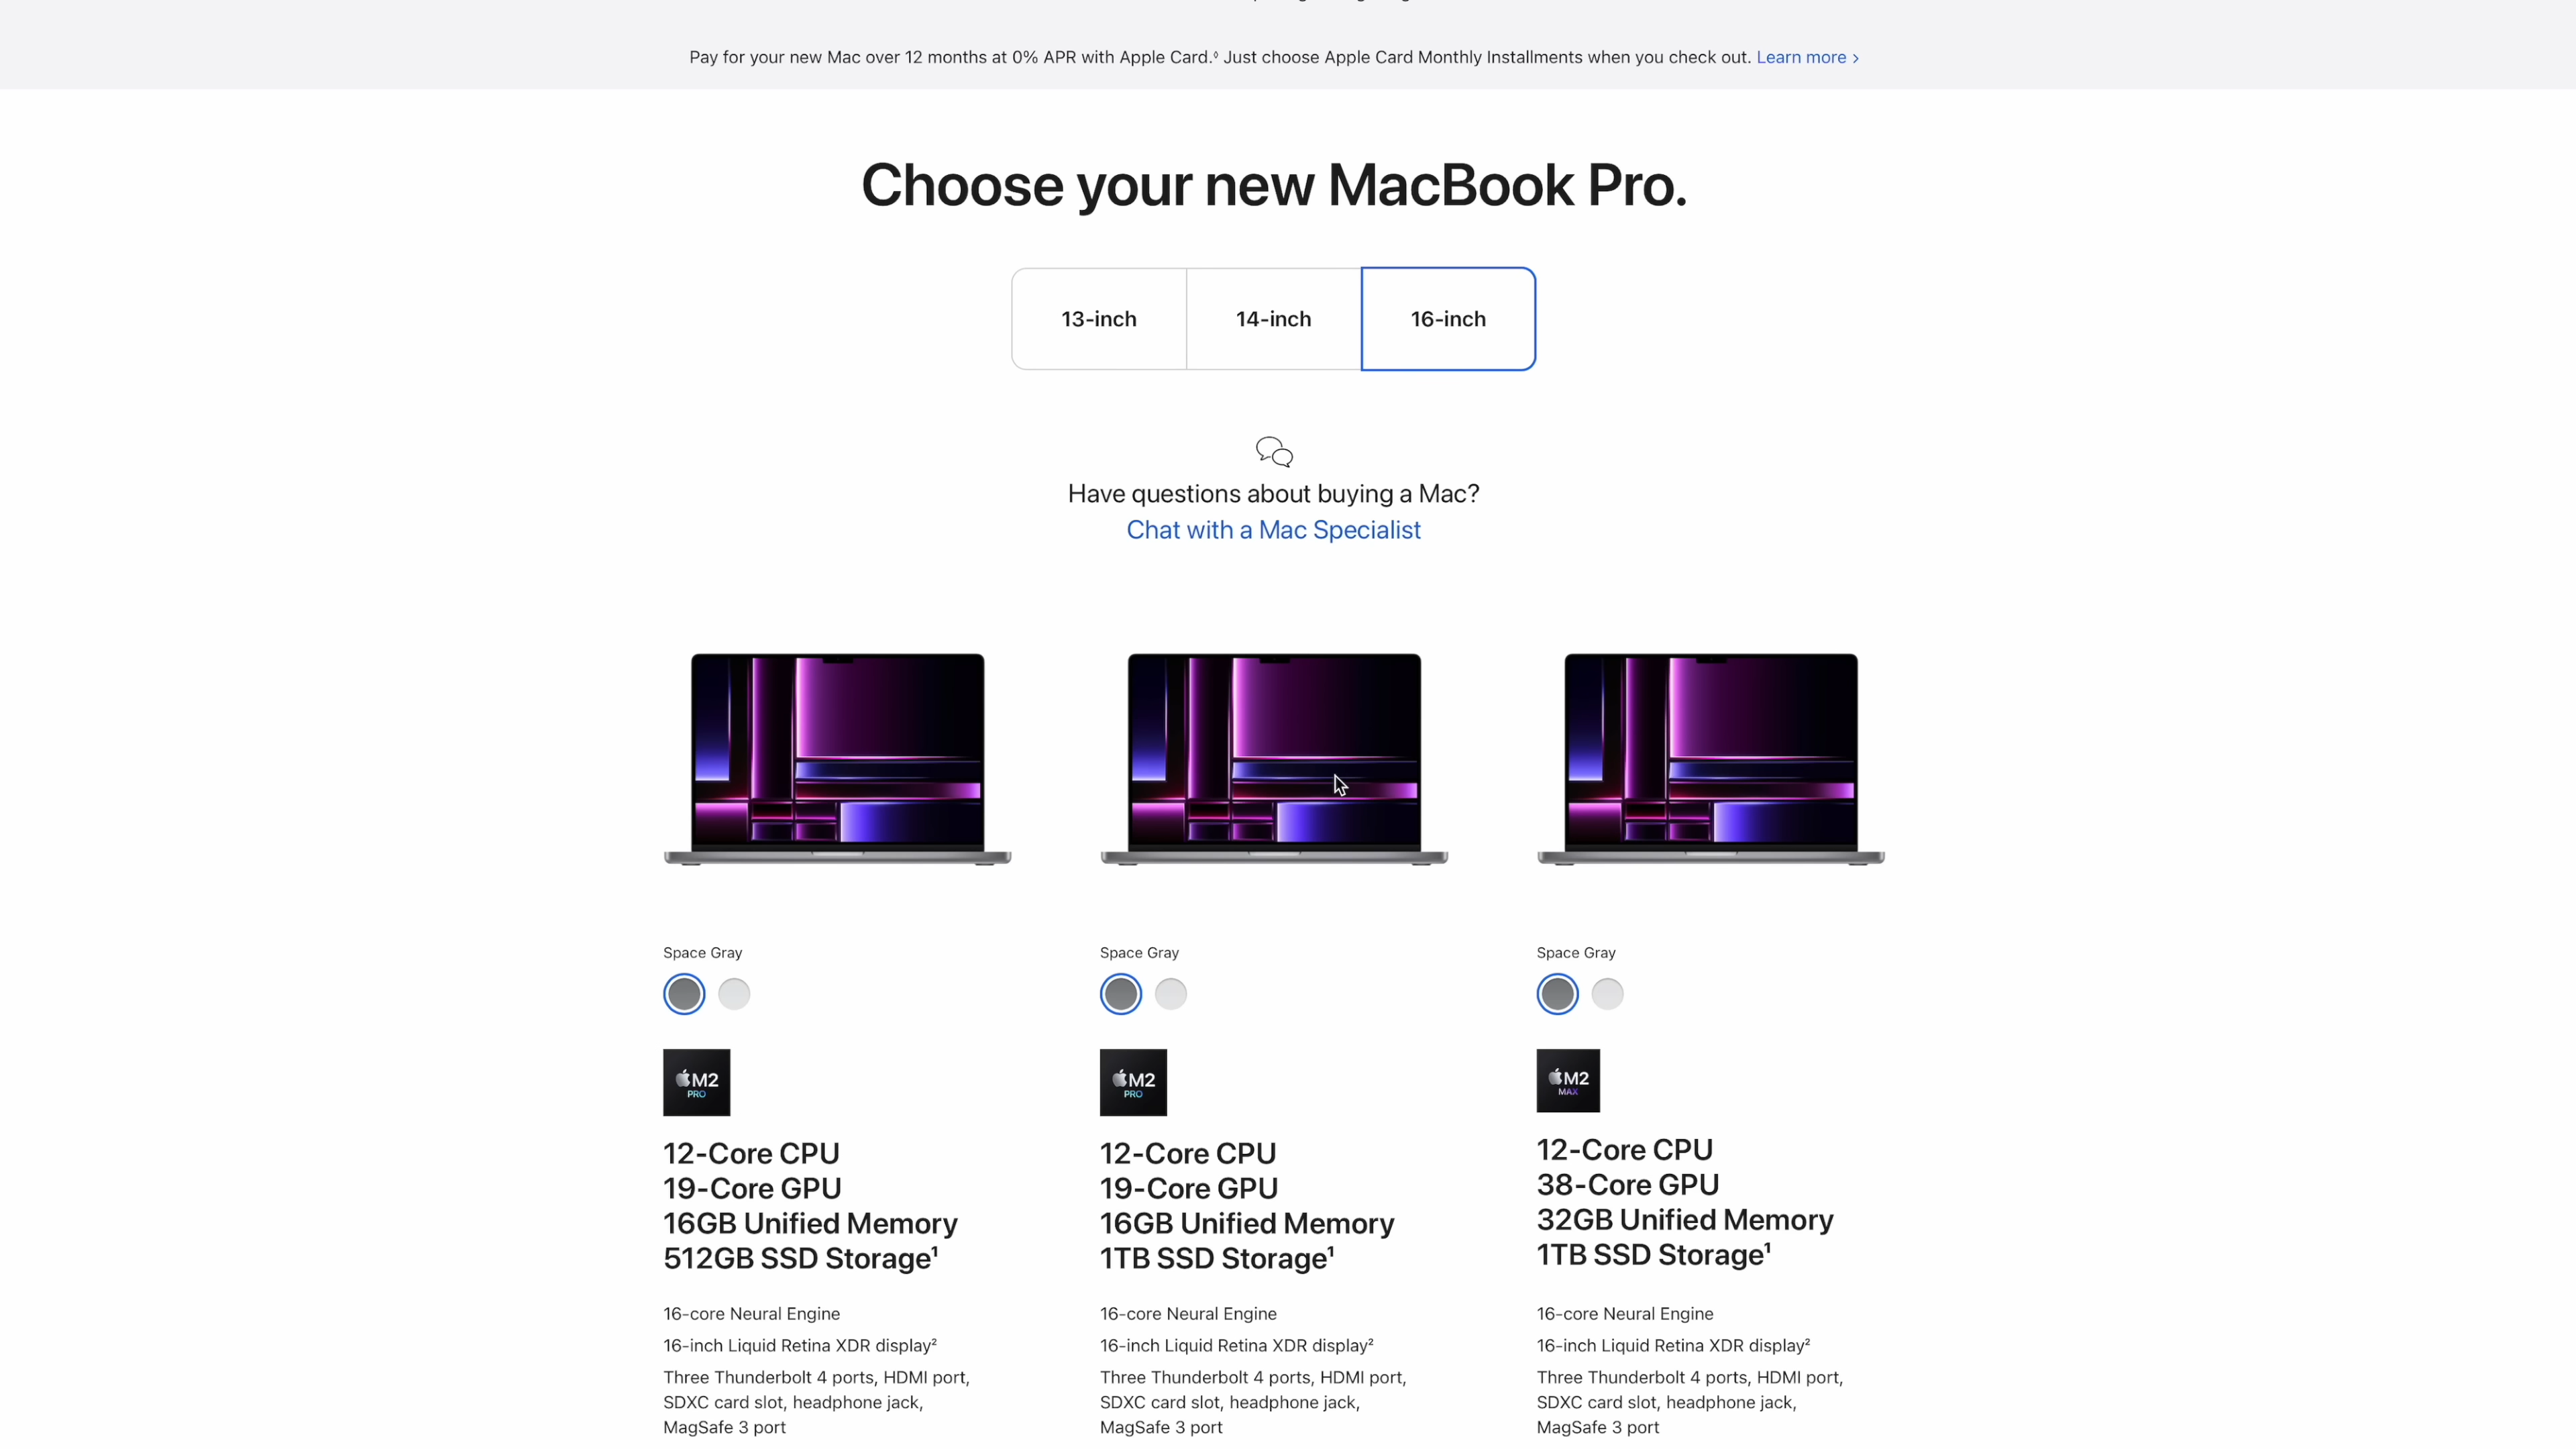 Pay for your new Mac over 12 months at 0% APR with Apple Card.◊ Just choose Apple Card Monthly Installments when you check out. Learn more >
Choose your new MacBook Pro.
13-inch
14-inch
16-inch
Have questions about buying a Mac?
Chat with a Mac Specialist
Space Gray
M2
PRO
12-Core CPU
19-Core GPU
16GB Unified Memory
512GB SSD Storage¹
16-core Neural Engine
16-inch Liquid Retina XDR display²
Three Thunderbolt 4 ports, HDMI port,
SDXC card slot, headphone jack,
MagSafe 3 port
Space Gray
M2
PRO
12-Core CPU
19-Core GPU
16GB Unified Memory
1TB SSD Storage¹
16-core Neural Engine
16-inch Liquid Retina XDR display²
Three Thunderbolt 4 ports, HDMI port,
SDXC card slot, headphone jack,
MagSafe 3 port
Space Gray
M2
MAX
12-Core CPU
38-Core GPU
32GB Unified Memory
1TB SSD Storage¹
16-core Neural Engine
16-inch Liquid Retina XDR display²
Three Thunderbolt 4 ports, HDMI port,
SDXC card slot, headphone jack,
MagSafe 3 port